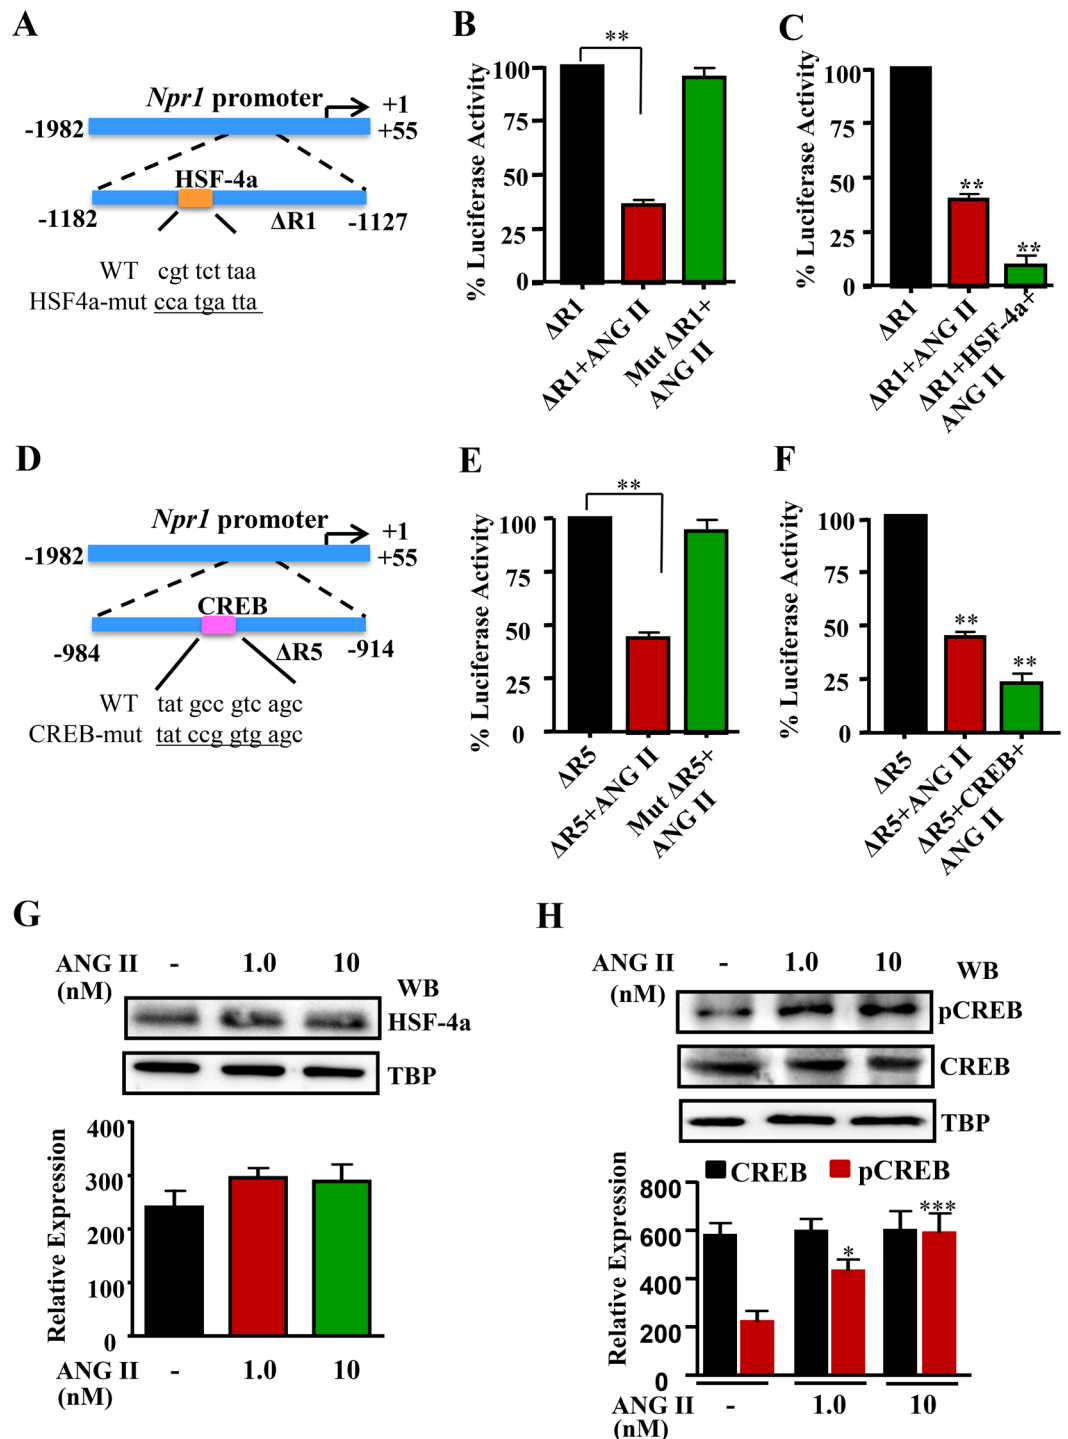 A
Npr1 promoter
+1
-1982
+55
HSF-4a
-1182
ΔR1
-1127
WT cgt tct taa
HSF4a-mut cca tga tta
B
**
% Luciferase Activity
100
75
50
25
0
ΔR1
ΔR1+ANG II
Mut ΔR1+
ANG II
C
% Luciferase Activity
100
75
50
25
0
**
**
ΔR1
ΔR1+ANG II
ΔR1+HSF-4a+
ANG II
D
Npr1 promoter
+1
-1982
+55
CREB
-984
ΔR5
-914
WT tat gcc gtc agc
CREB-mut tat ccg gtg agc
E
**
% Luciferase Activity
100
75
50
25
0
ΔR5
ΔR5+ANG II
Mut ΔR5+
ANG II
F
% Luciferase Activity
100
75
50
25
0
**
**
ΔR5
ΔR5+ANG II
ΔR5+CREB+
ANG II
G
ANG II - 1.0 10
(nM)
WB
HSF-4a
TBP
Relative Expression
400
300
200
100
0
ANG II - 1.0 10
(nM)
H
ANG II - 1.0 10
(nM)
WB
pCREB
CREB
TBP
CREB pCREB
Relative Expression
800
600
400
200
0
*
***
ANG II - 1.0 10
(nM)